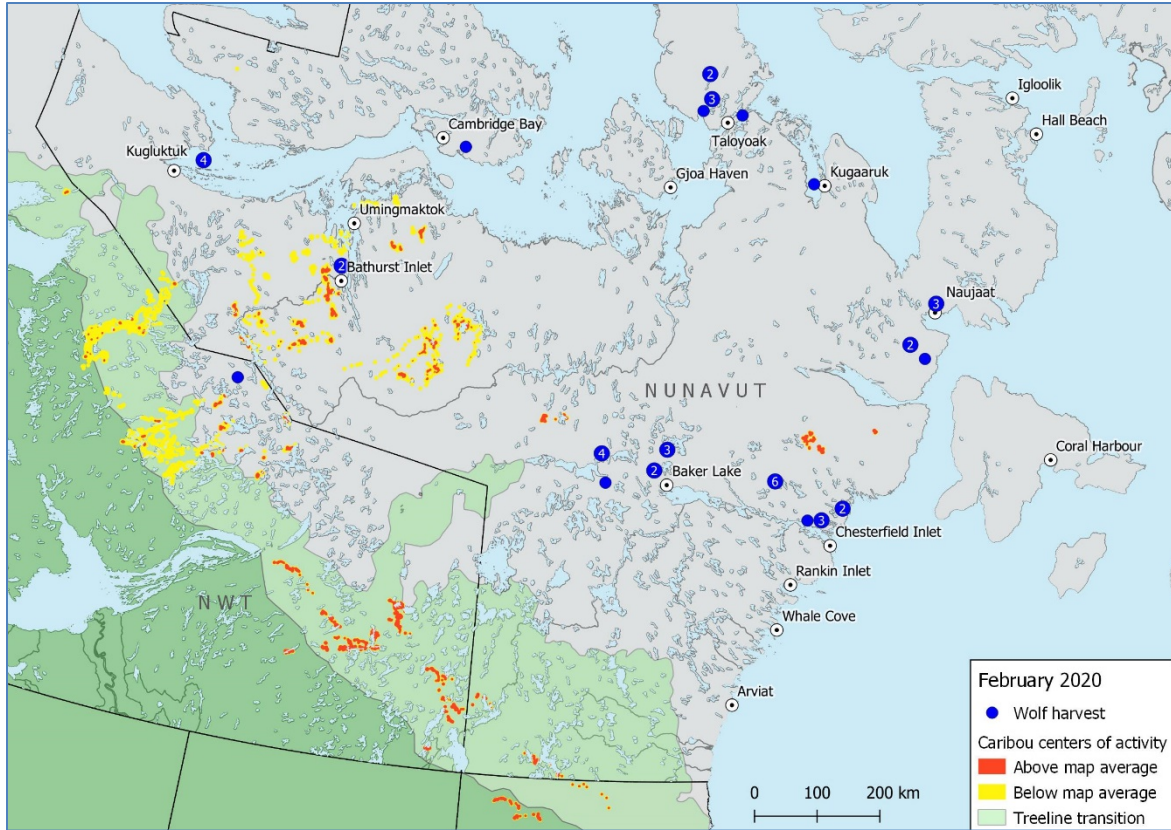 2
3
Igloolik
Hall Beach
Cambridge Bay
Taloyoak
4
Kugluktuk
Gjoa Haven
Kugaaruk
Umingmaktok
2
Bathurst Inlet
3
Naujaat
2
NUNAVUT
4
3
2
Baker Lake
6
Coral Harbour
2
3
Chesterfield Inlet
Rankin Inlet
NWT
Whale Cove
Arviat
February 2020
Wolf harvest
Caribou centers of activity
Above map average
Below map average
Treeline transition
0 100 200 km